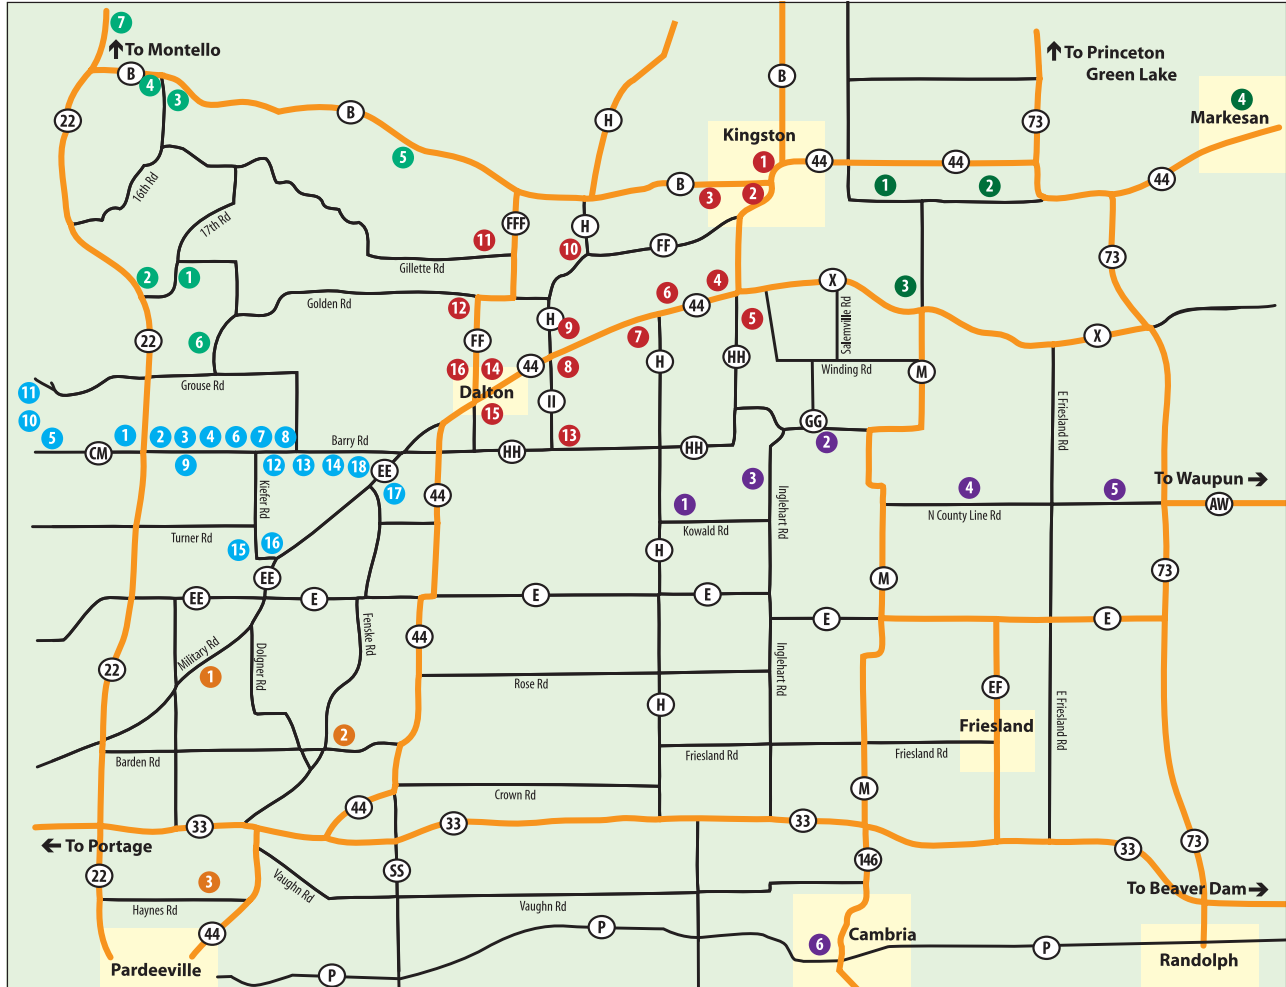 7
To Montello
B
4
3
22
B
5
H
B
Kingston
1
44
44
To Princeton
Green Lake
73
4
Markesan
44
B
3
2
1
2
16th Rd
17th Rd
FFF
H
11
10
FF
Gillette Rd
73
2
1
Golden Rd
12
6
4
44
X
3
5
Salemville Rd
H
9
7
22
6
FF
H
HH
X
16
14
44
8
Winding Rd
M
Grouse Rd
11
Dalton
II
10
15
E Friesland Rd
5
1
2
3
4
6
7
8
Barry Rd
13
GG
2
CM
9
12
13
14
18
EE
HH
HH
17
3
To Waupun
Kiefer Rd
44
1
Inglehart Rd
4
5
AW
N County Line Rd
Turner Rd
15
16
Kowald Rd
H
EE
M
73
EE
E
E
E
Military Rd
Fenske Rd
44
E
E
22
1
Dolgner Rd
Rose Rd
Inglehart Rd
EF
H
E Friesland Rd
Friesland
2
Barden Rd
Friesland Rd
Friesland Rd
Crown Rd
M
44
33
33
33
To Portage
33
73
22
SS
146
3
Vaughn Rd
To Beaver Dam
Haynes Rd
Vaughn Rd
44
P
Cambria
6
P
Pardeeville
P
Randolph